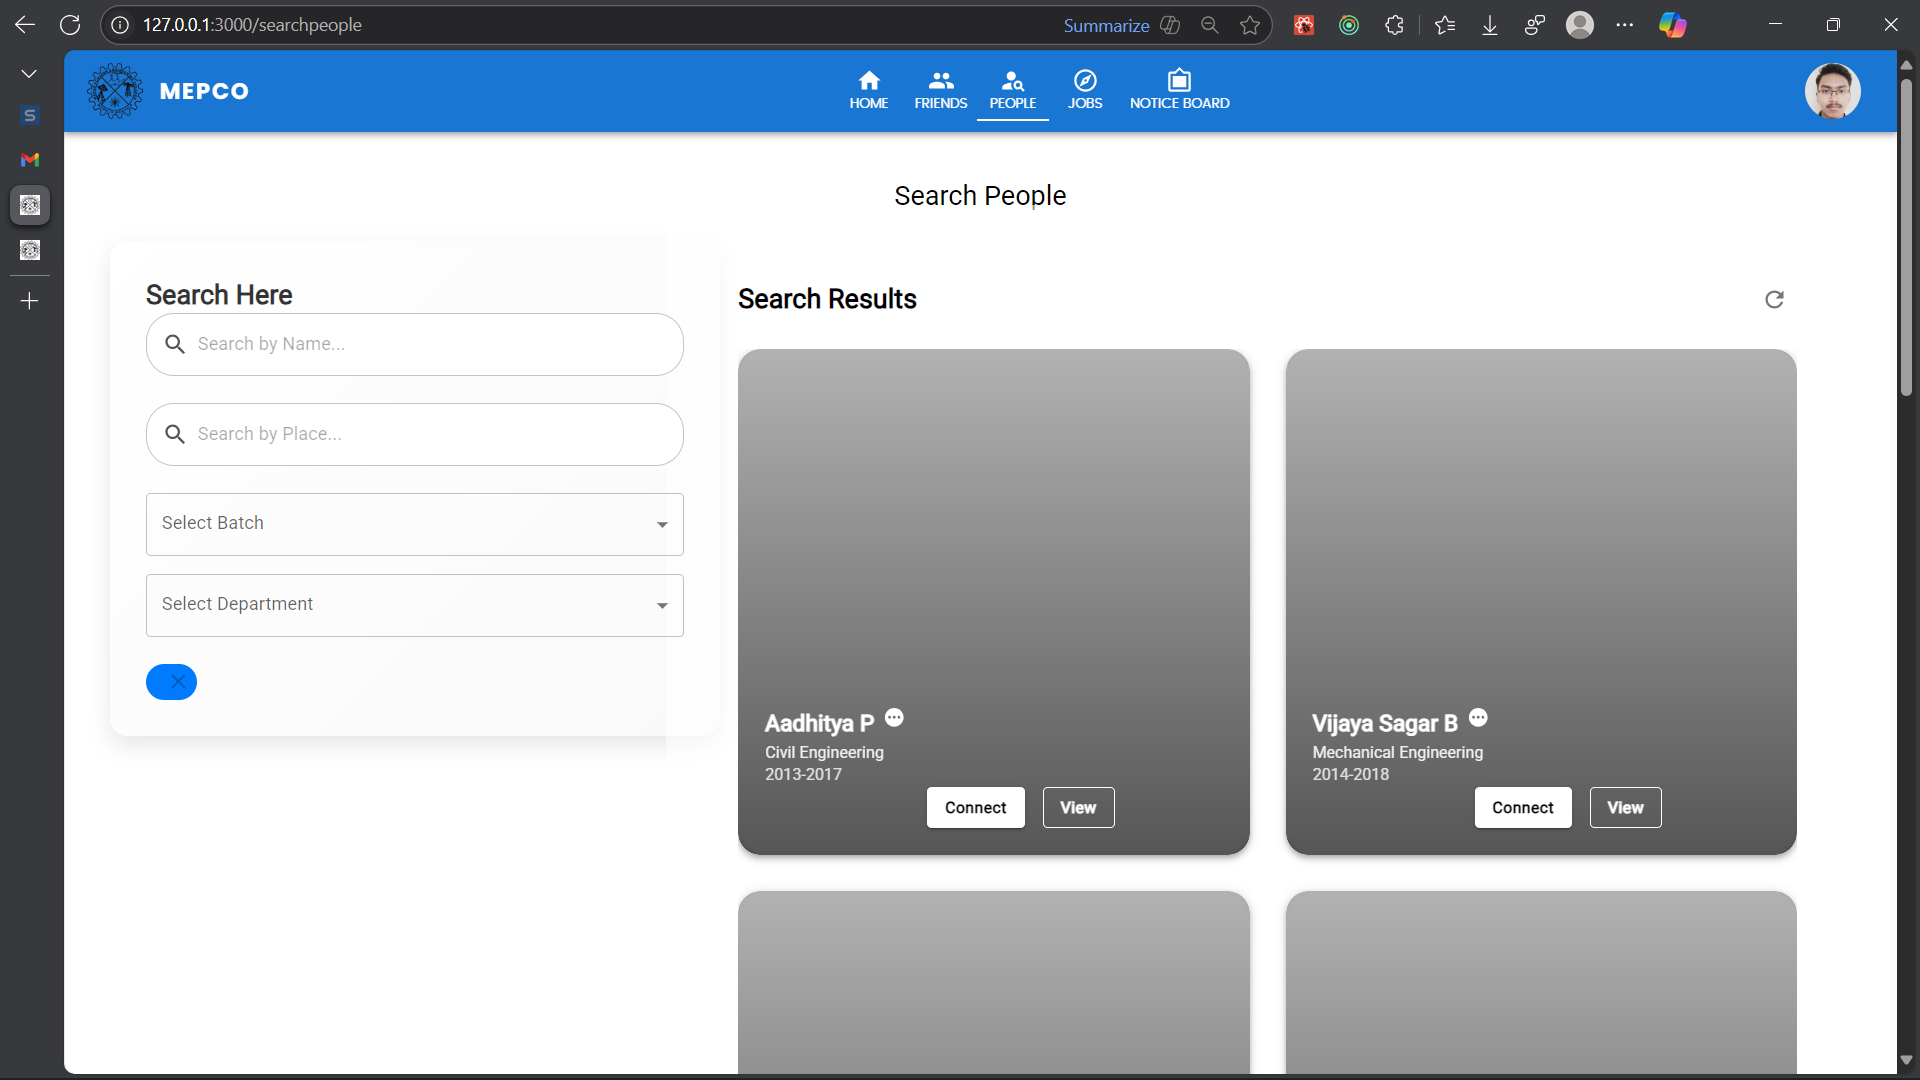 127.0.0.1:3000/searchpeople
Summarize
S
MEPCO
HOME
FRIENDS
PEOPLE
JOBS
NOTICE BOARD
Search People
Search Here
Search by Name...
Search by Place...
Select Batch
Select Department
Search Results
Aadhitya P
Civil Engineering
2013-2017
Connect
View
Vijaya Sagar B
Mechanical Engineering
2014-2018
Connect
View